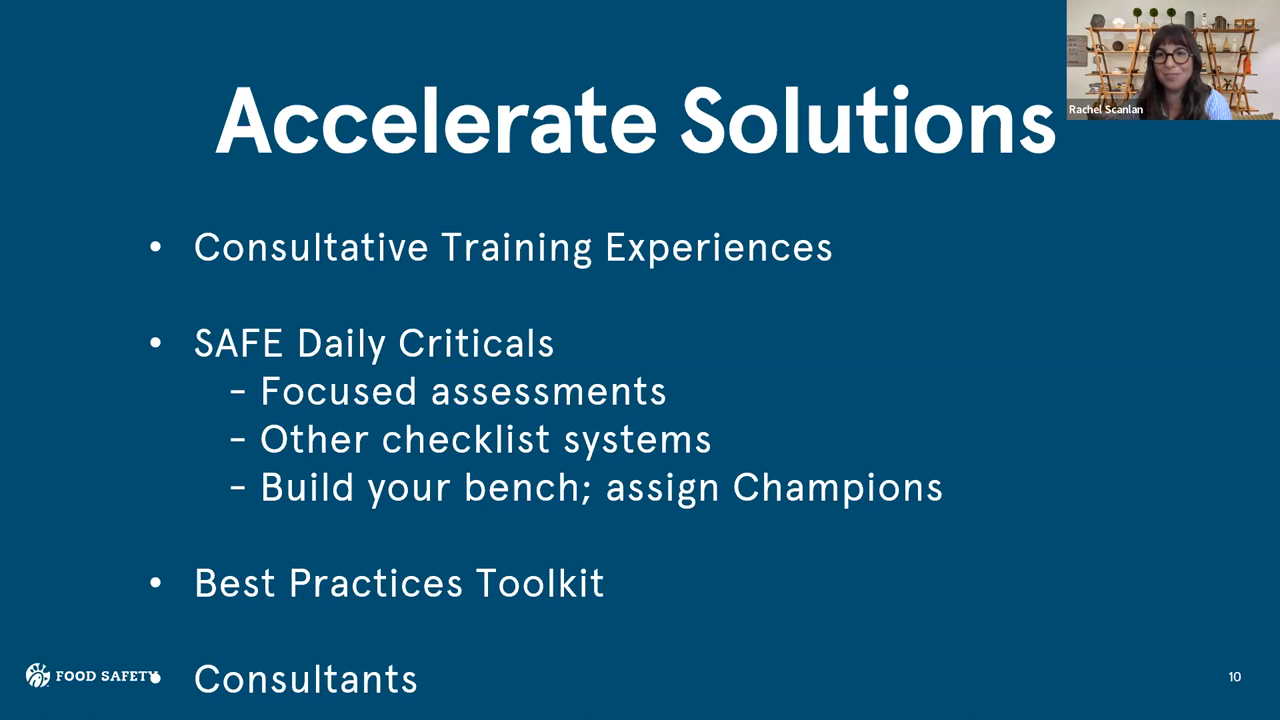 Accelerate Solutions
Rachel Scanlan
• Consultative Training Experiences
• SAFE Daily Criticals
- Focused assessments
- Other checklist systems
- Build your bench; assign Champions
• Best Practices Toolkit
• Consultants
FOOD SAFETY
10